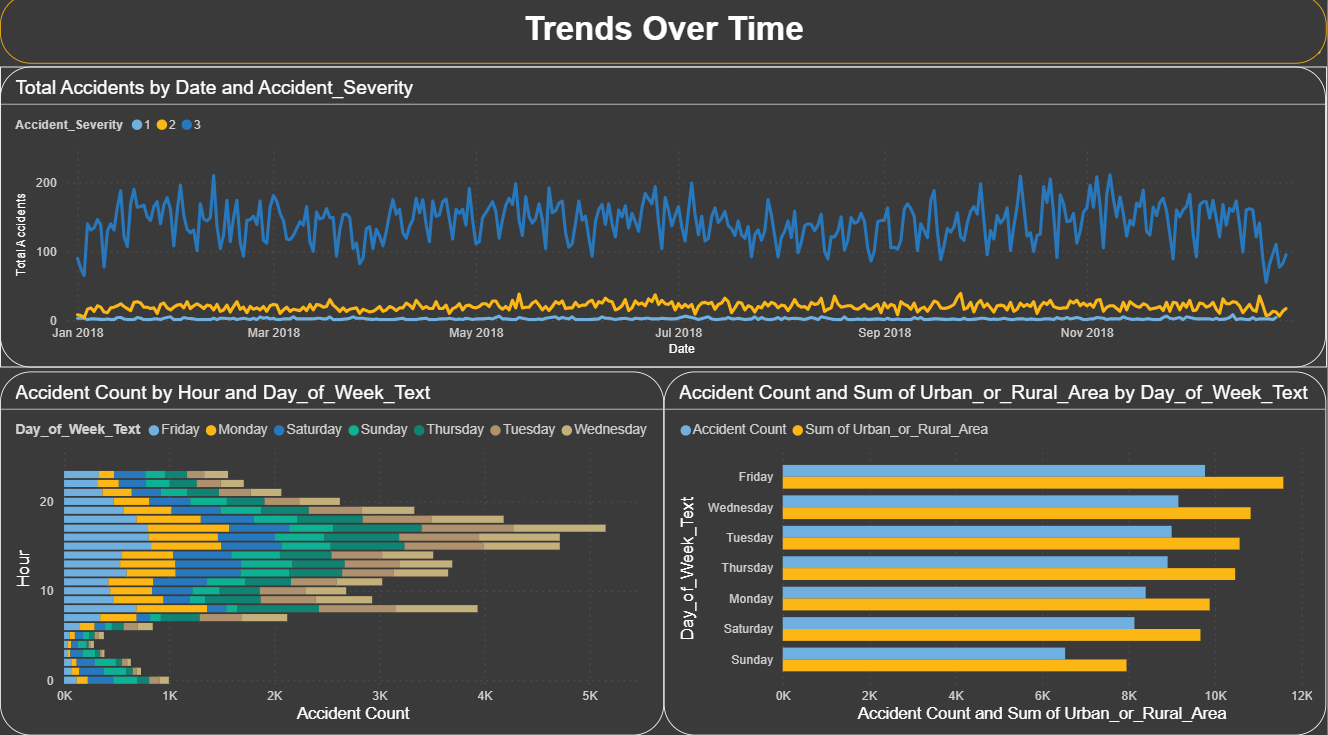 Trends Over Time
Total Accidents by Date and Accident_Severity
Accident_Severity 1 2 3
Total Accidents
200
100
0
Jan 2018 Mar 2018 May 2018 Jul 2018 Sep 2018 Nov 2018
Date
Accident Count by Hour and Day_of_Week_Text
Day_of_Week_Text Friday Monday Saturday Sunday Thursday Tuesday Wednesday
Hour
20
10
0
0K 1K 2K 3K 4K 5K
Accident Count
Accident Count and Sum of Urban_or_Rural_Area by Day_of_Week_Text
Accident Count Sum of Urban_or_Rural_Area
Day_of_Week_Text
Friday
Wednesday
Tuesday
Thursday
Monday
Saturday
Sunday
0K 2K 4K 6K 8K 10K 12K
Accident Count and Sum of Urban_or_Rural_Area